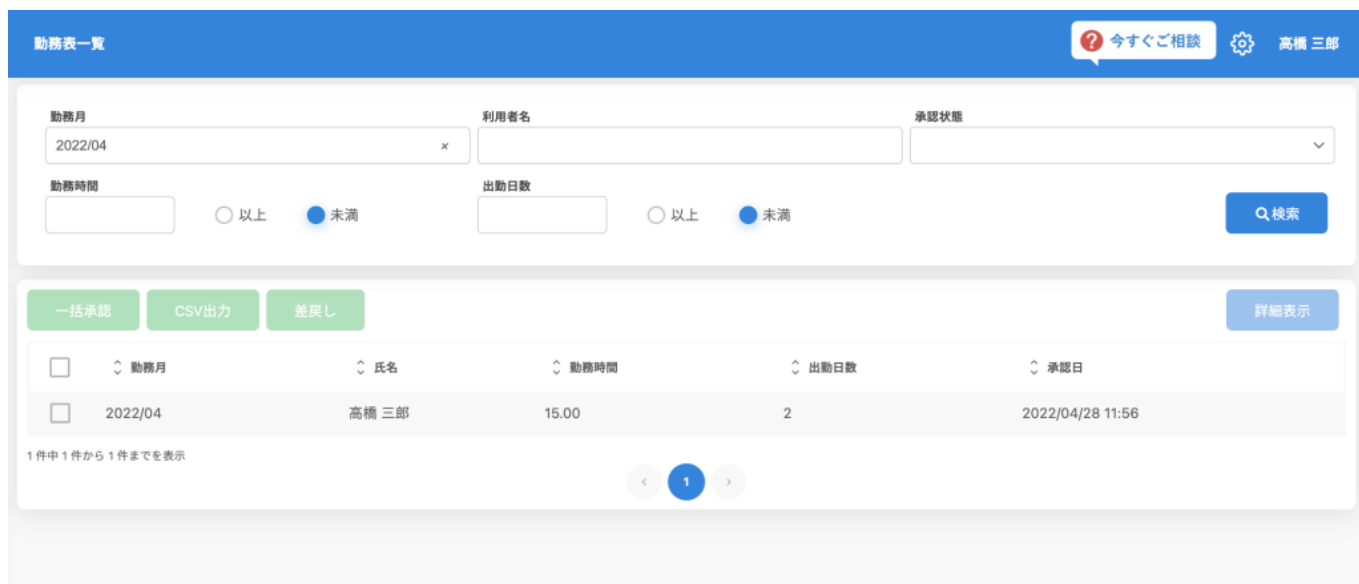 勤務表一覧
今すぐご相談
高橋 三郎
勤務月 利用者名 承認状態
2022/04 ×
勤務時間 出勤日数
以上 未満 以上 未満 検索
一括承認 CSV出力 差戻し 詳細表示
勤務月 氏名 勤務時間 出勤日数 承認日
2022/04 高橋 三郎 15.00 2 2022/04/28 11:56
1 件中 1 件から 1 件までを表示
‹ 1 ›